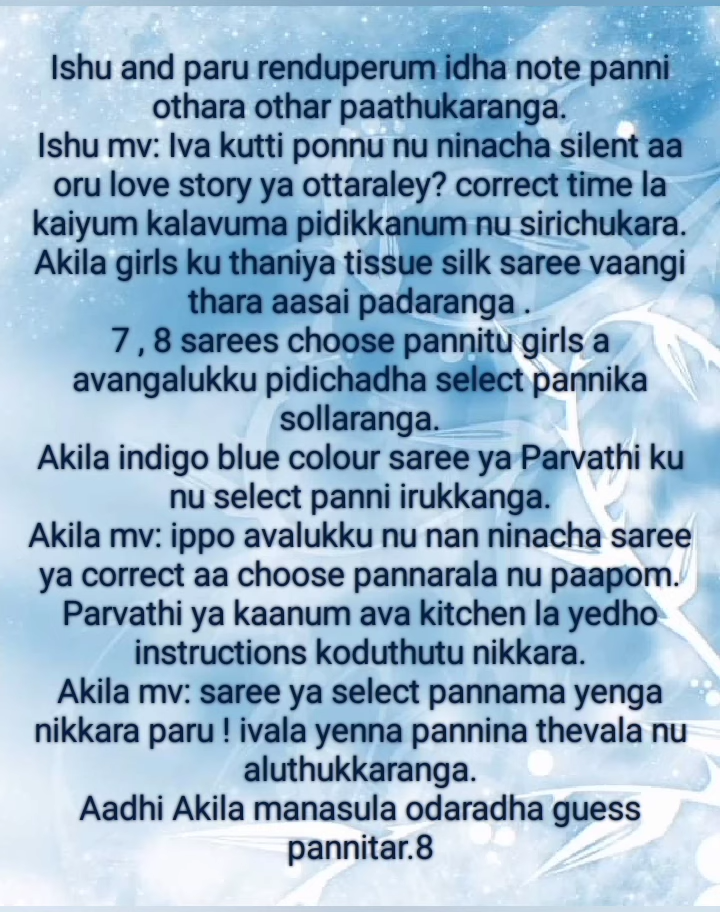 Ishu and paru renduperum idha note panni
othara othar paathukaranga.
Ishu mv: Iva kutti ponnu nu ninacha silent aa
oru love story ya ottaraley? correct time la
kaiyum kalavuma pidikkanum nu sirichukara.
Akila girls ku thaniya tissue silk saree vaangi
thara aasai padaranga .
7 , 8 sarees choose pannitu girls a
avangalukku pidichadha select pannika
sollaranga.
Akila indigo blue colour saree ya Parvathi ku
nu select panni irukkanga.
Akila mv: ippo avalukku nu nan ninacha saree
ya correct aa choose pannarala nu paapom.
Parvathi ya kaanum ava kitchen la yedho
instructions koduthutu nikkara.
Akila mv: saree ya select pannama yenga
nikkara paru ! ivala yenna pannina thevala nu
aluthukkaranga.
Aadhi Akila manasula odaradha guess
pannitar.8